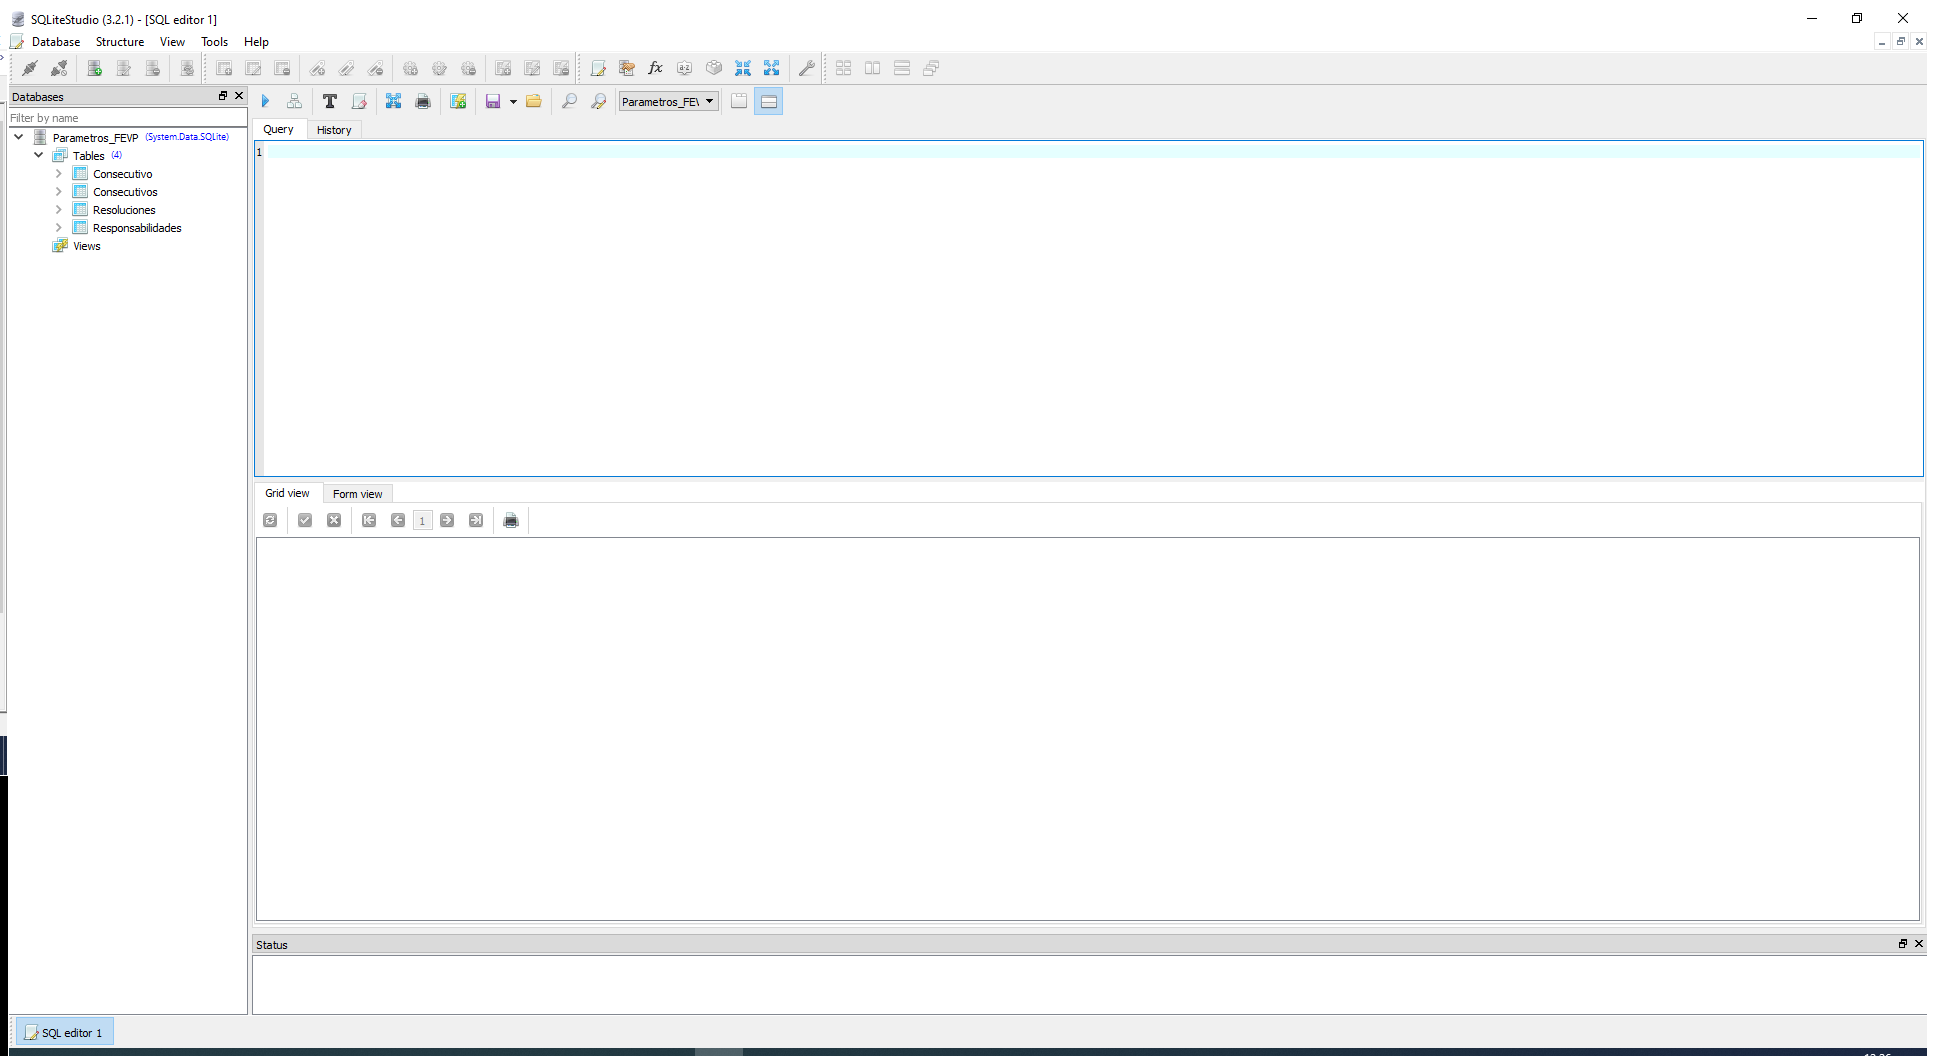 SQLiteStudio (3.2.1) - [SQL editor 1]
Database Structure View Tools Help
Databases
Filter by name
Parametros_FEVP (System.Data.SQLite)
Tables (4)
Consecutivo
Consecutivos
Resoluciones
Responsabilidades
Views
Parametros_FEV
Query History
1
Grid view Form view
1
Status
SQL editor 1